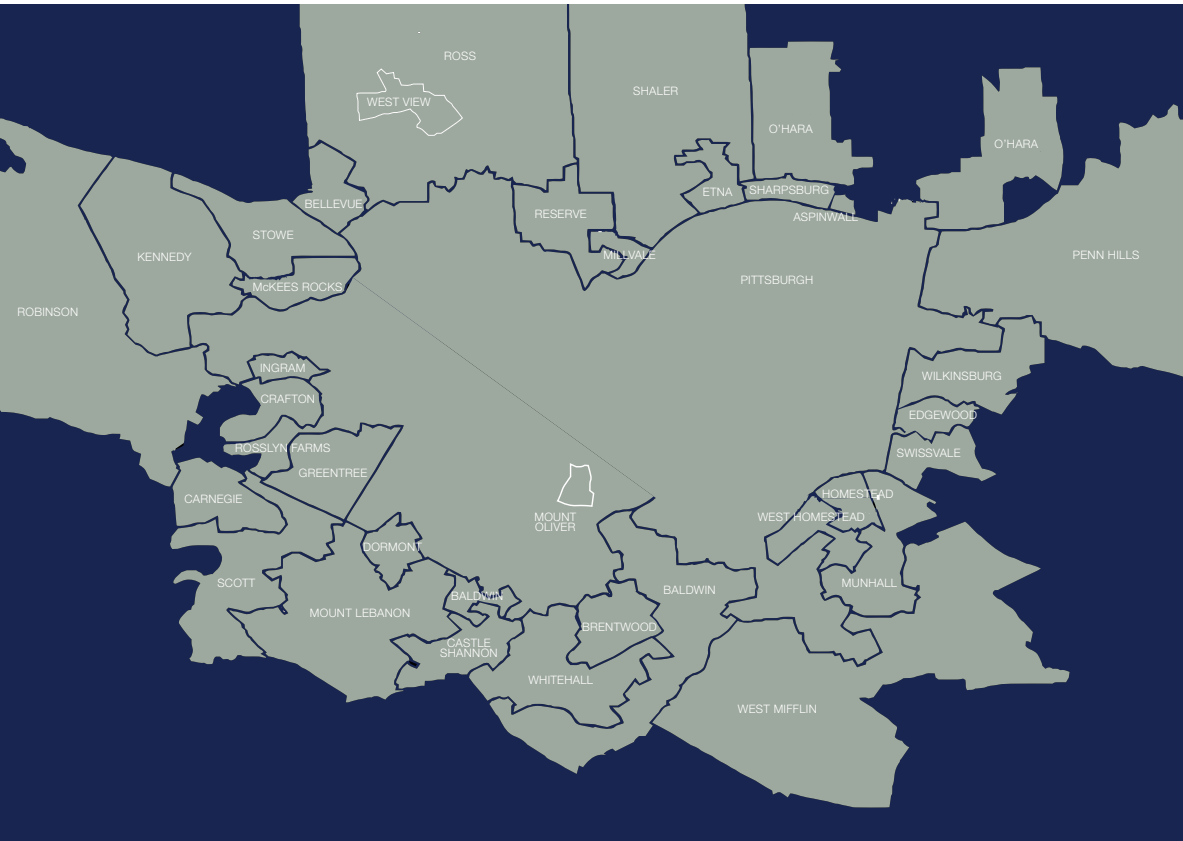 ROSS
SHALER
WEST VIEW
O'HARA
O'HARA
ETNA
SHARPSBURG
BELLEVUE
RESERVE
ASPINWALL
STOWE
KENNEDY
MILLVALE
PENN HILLS
PITTSBURGH
McKEES ROCKS
ROBINSON
INGRAM
WILKINSBURG
CRAFTON
EDGEWOOD
ROSSLYN FARMS
SWISSVALE
GREENTREE
CARNEGIE
HOMESTEAD
MOUNT
OLIVER
WEST HOMESTEAD
DORMONT
SCOTT
MUNHALL
BALDWIN
BALDWIN
MOUNT LEBANON
BRENTWOOD
CASTLE
SHANNON
WHITEHALL
WEST MIFFLIN